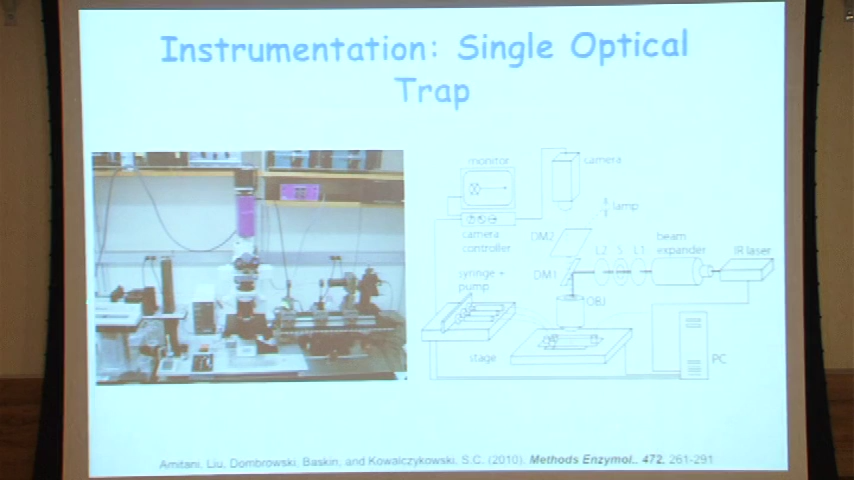 Instrumentation: Single Optical
Trap
monitor
camera
lamp
camera
controller
DM2
L2 S L1
beam
expander
IR laser
syringe +
pump
DM1
OBJ
stage
PC
Amitani, Liu, Dombrowski, Baskin, and Kowalczykowski, S.C. (2010). Methods Enzymol., 472, 261-291